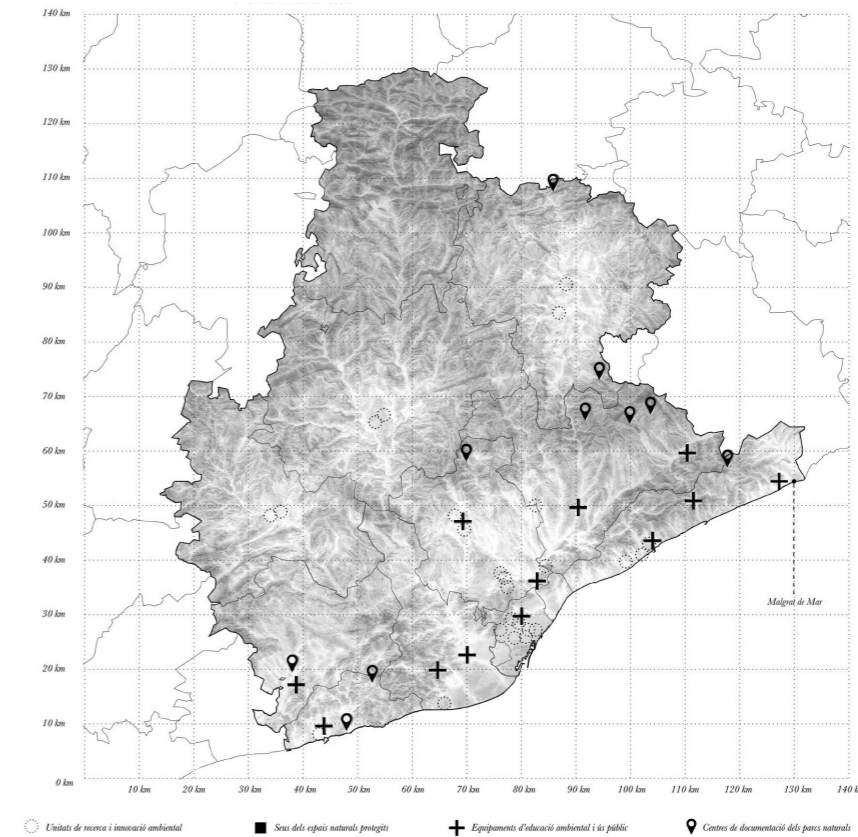 140 km
130 km
120 km
110 km
100 km
90 km
80 km
70 km
60 km
50 km
40 km
30 km
20 km
10 km
0 km
Malgrat de Mar
10 km 20 km 30 km 40 km 50 km 60 km 70 km 80 km 90 km 100 km 110 km 120 km 130 km 140 k
Unitats de recerca i innovació ambiental Seus dels espais naturals protegits Equipaments d'educació ambiental i ús públic Centres de documentació dels parcs naturals